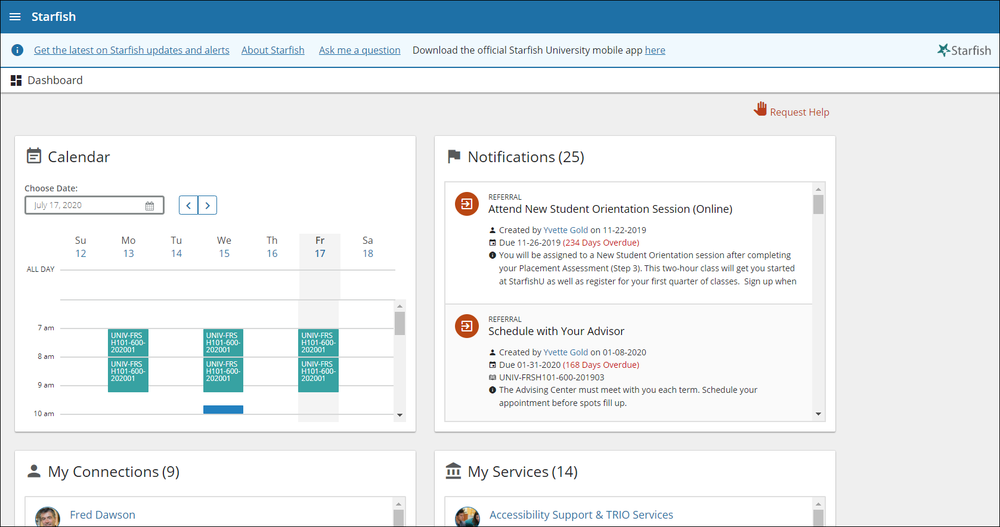 Starfish
Get the latest on Starfish updates and alerts About Starfish Ask me a question Download the official Starfish University mobile app here
Starfish
Dashboard
Request Help
Calendar
Choose Date:
July 17, 2020
Su Mo Tu We Th Fr Sa
12 13 14 15 16 17 18
ALL DAY
7 am
UNIV-FRS UNIV-FRS UNIV-FRS
H101-600- H101-600- H101-600-
202001 202001 202001
8 am
UNIV-FRS UNIV-FRS UNIV-FRS
H101-600- H101-600- H101-600-
202001 202001 202001
9 am
10 am
Notifications (25)
REFERRAL
Attend New Student Orientation Session (Online)
Created by Yvette Gold on 11-22-2019
Due 11-26-2019 (234 Days Overdue)
You will be assigned to a New Student Orientation session after completing
your Placement Assessment (Step 3). This two-hour class will get you started
at StarfishU as well as register for your first quarter of classes.  Sign up when
REFERRAL
Schedule with Your Advisor
Created by Yvette Gold on 01-08-2020
Due 01-31-2020 (168 Days Overdue)
UNIV-FRSH101-600-201903
The Advising Center must meet with you each term. Schedule your
appointment before spots fill up.
My Connections (9)
Fred Dawson
My Services (14)
Accessibility Support & TRIO Services